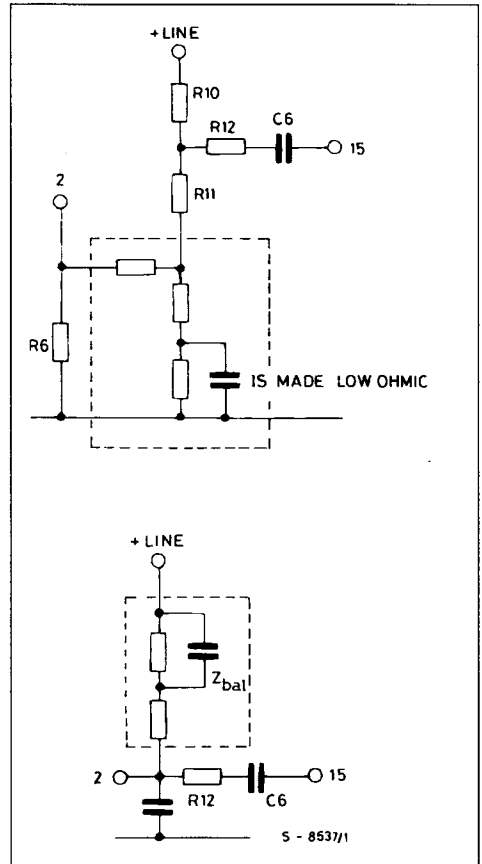 +LINE
R10
R12
C6
15
R11
2
R6
IS MADE LOW OHMIC
+LINE
Zbal
2
R12
C6
15
S - 8537/1